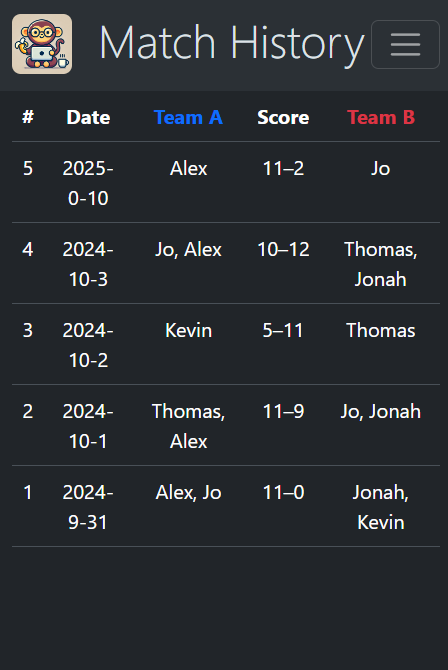 Match History
# Date Team A Score Team B
5 2025- Alex 11–2 Jo
0-10
4 2024- Jo, Alex 10–12 Thomas,
10-3 Jonah
3 2024- Kevin 5–11 Thomas
10-2
2 2024- Thomas, 11–9 Jo, Jonah
10-1 Alex
1 2024- Alex, Jo 11–0 Jonah,
9-31 Kevin